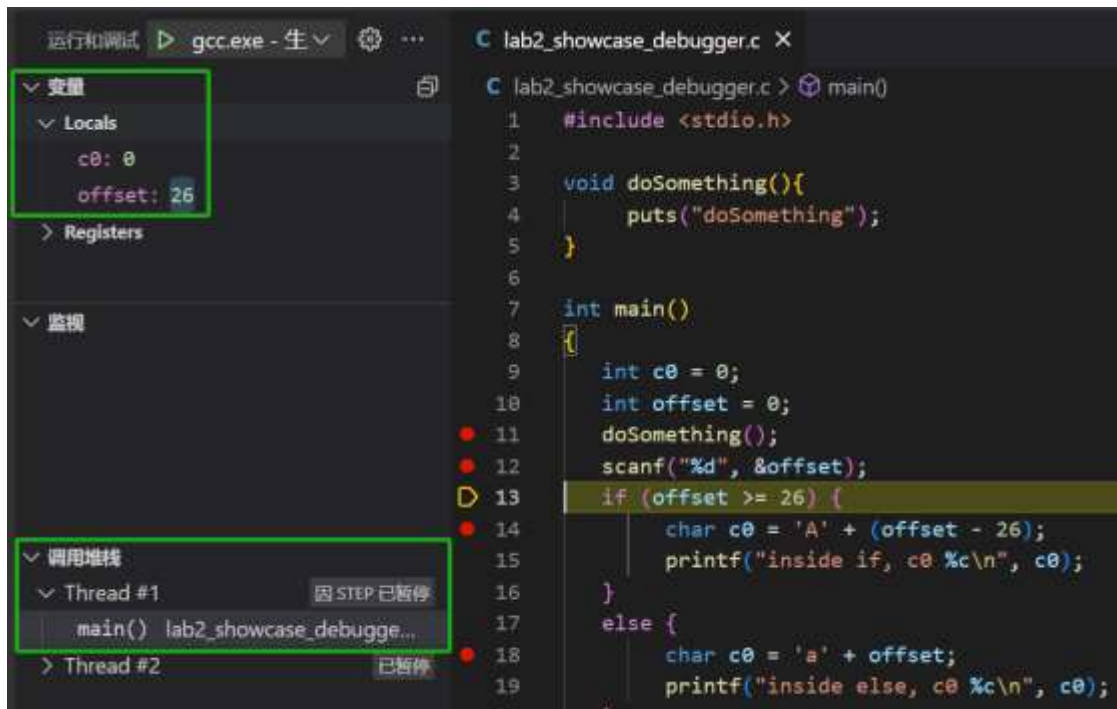 运行和调试 gcc.exe - 生 ···
变量
Locals
c0: 0
offset: 26
Registers
监视
调用堆栈
Thread #1 因 STEP 已暂停
main() lab2_showcase_debugge...
Thread #2 已暂停
C lab2_showcase_debugger.c ×
C lab2_showcase_debugger.c > main()
1 #include <stdio.h>
2
3 void doSomething(){
4 puts("doSomething");
5 }
6
7 int main()
8 {
9 int c0 = 0;
10 int offset = 0;
11 doSomething();
12 scanf("%d", &offset);
13 if (offset >= 26) {
14 char c0 = 'A' + (offset - 26);
15 printf("inside if, c0 %c\n", c0);
16 }
17 else {
18 char c0 = 'a' + offset;
19 printf("inside else, c0 %c\n", c0);